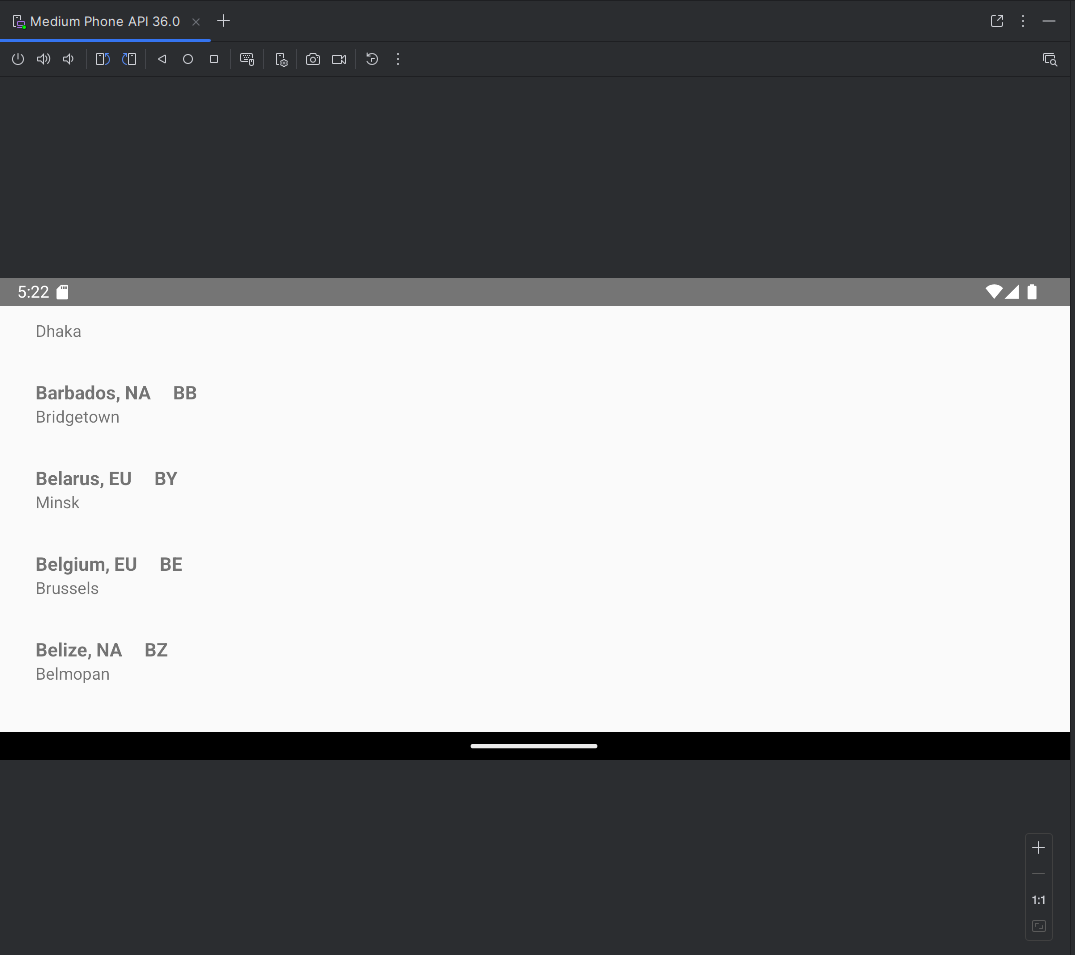 Medium Phone API 36.0
5:22
Dhaka
Barbados, NA BB
Bridgetown
Belarus, EU BY
Minsk
Belgium, EU BE
Brussels
Belize, NA BZ
Belmopan
1:1